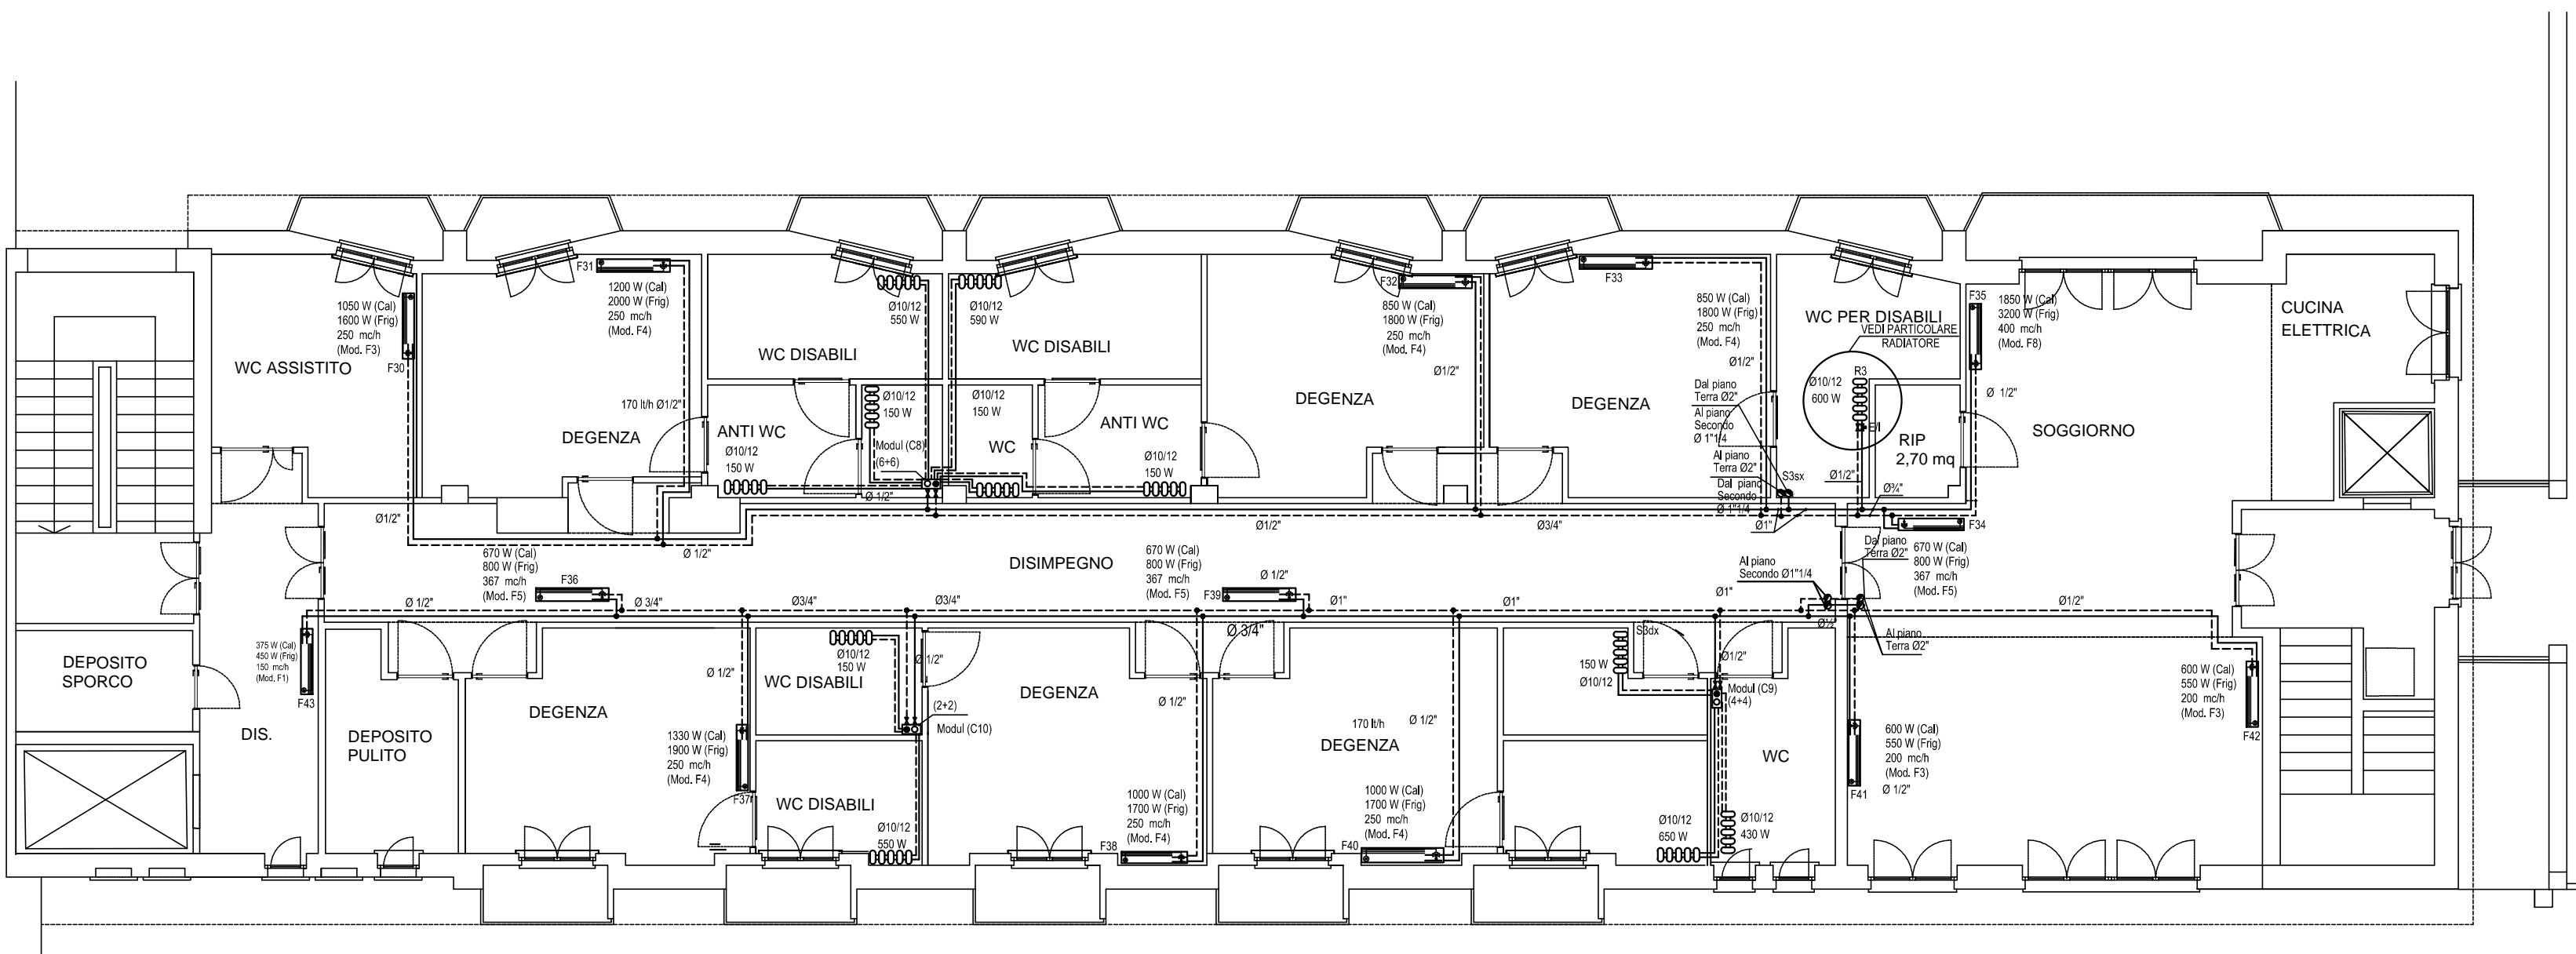 F31
1200 W (Cal)
2000 W (Frig)
250 mc/h
(Mod. F4)
1050 W (Cal)
1600 W (Frig)
250 mc/h
(Mod. F3)
F30
WC ASSISTITO
170 lt/h Ø1/2"
DEGENZA
Ø10/12
550 W
WC DISABILI
Ø10/12
590 W
WC DISABILI
ANTI WC
Ø10/12
150 W
Ø10/12
150 W
Modul (C8)
(6+6)
Ø 1/2"
Ø10/12
150 W
WC
ANTI WC
Ø10/12
150 W
F32
850 W (Cal)
1800 W (Frig)
250 mc/h
(Mod. F4)
Ø1/2"
DEGENZA
F33
850 W (Cal)
1800 W (Frig)
250 mc/h
(Mod. F4)
Ø1/2"
DEGENZA
Dal piano
Terra Ø2"
Al piano
Secondo
Ø 1"1/4
Al piano
Terra Ø2"
Dal piano
Secondo
Ø 1"1/4
S3sx
WC PER DISABILI
VEDI PARTICOLARE
RADIATORE
R3
Ø10/12
600 W
E/I
RIP
2,70 mq
Ø1/2"
Ø¾"
F35
1850 W (Cal)
3200 W (Frig)
400 mc/h
(Mod. F8)
Ø 1/2"
SOGGIORNO
CUCINA
ELETTRICA
Ø1/2"
Ø 1/2"
Ø1/2"
Ø3/4"
Ø1"
F34
670 W (Cal)
800 W (Frig)
367 mc/h
(Mod. F5)
Dal piano
Terra Ø2"
670 W (Cal)
800 W (Frig)
367 mc/h
(Mod. F5)
F36
DISIMPEGNO
670 W (Cal)
800 W (Frig)
367 mc/h
(Mod. F5)
F39
Ø 1/2"
Al piano
Secondo Ø1"1/4
Ø 1/2"
Ø 3/4"
Ø3/4"
Ø3/4"
Ø1"
Ø1"
Ø1"
Ø1/2"
Ø 3/4"
S3dx
Ø½
Al piano
Terra Ø2"
DEPOSITO
SPORCO
375 W (Cal)
450 W (Frig)
150 mc/h
(Mod. F1)
F43
DIS.
DEPOSITO
PULITO
DEGENZA
Ø 1/2"
1330 W (Cal)
1900 W (Frig)
250 mc/h
(Mod. F4)
F37
Ø10/12
150 W
WC DISABILI
Ø 1/2"
(2+2)
Modul (C10)
WC DISABILI
Ø10/12
550 W
DEGENZA
Ø 1/2"
1000 W (Cal)
1700 W (Frig)
250 mc/h
(Mod. F4)
F38
170 lt/h
Ø 1/2"
DEGENZA
1000 W (Cal)
1700 W (Frig)
250 mc/h
(Mod. F4)
F40
150 W
Ø10/12
Ø1/2"
Modul (C9)
(4+4)
WC
Ø10/12
650 W
Ø10/12
430 W
600 W (Cal)
550 W (Frig)
200 mc/h
(Mod. F3)
F41
Ø 1/2"
600 W (Cal)
550 W (Frig)
200 mc/h
(Mod. F3)
F42